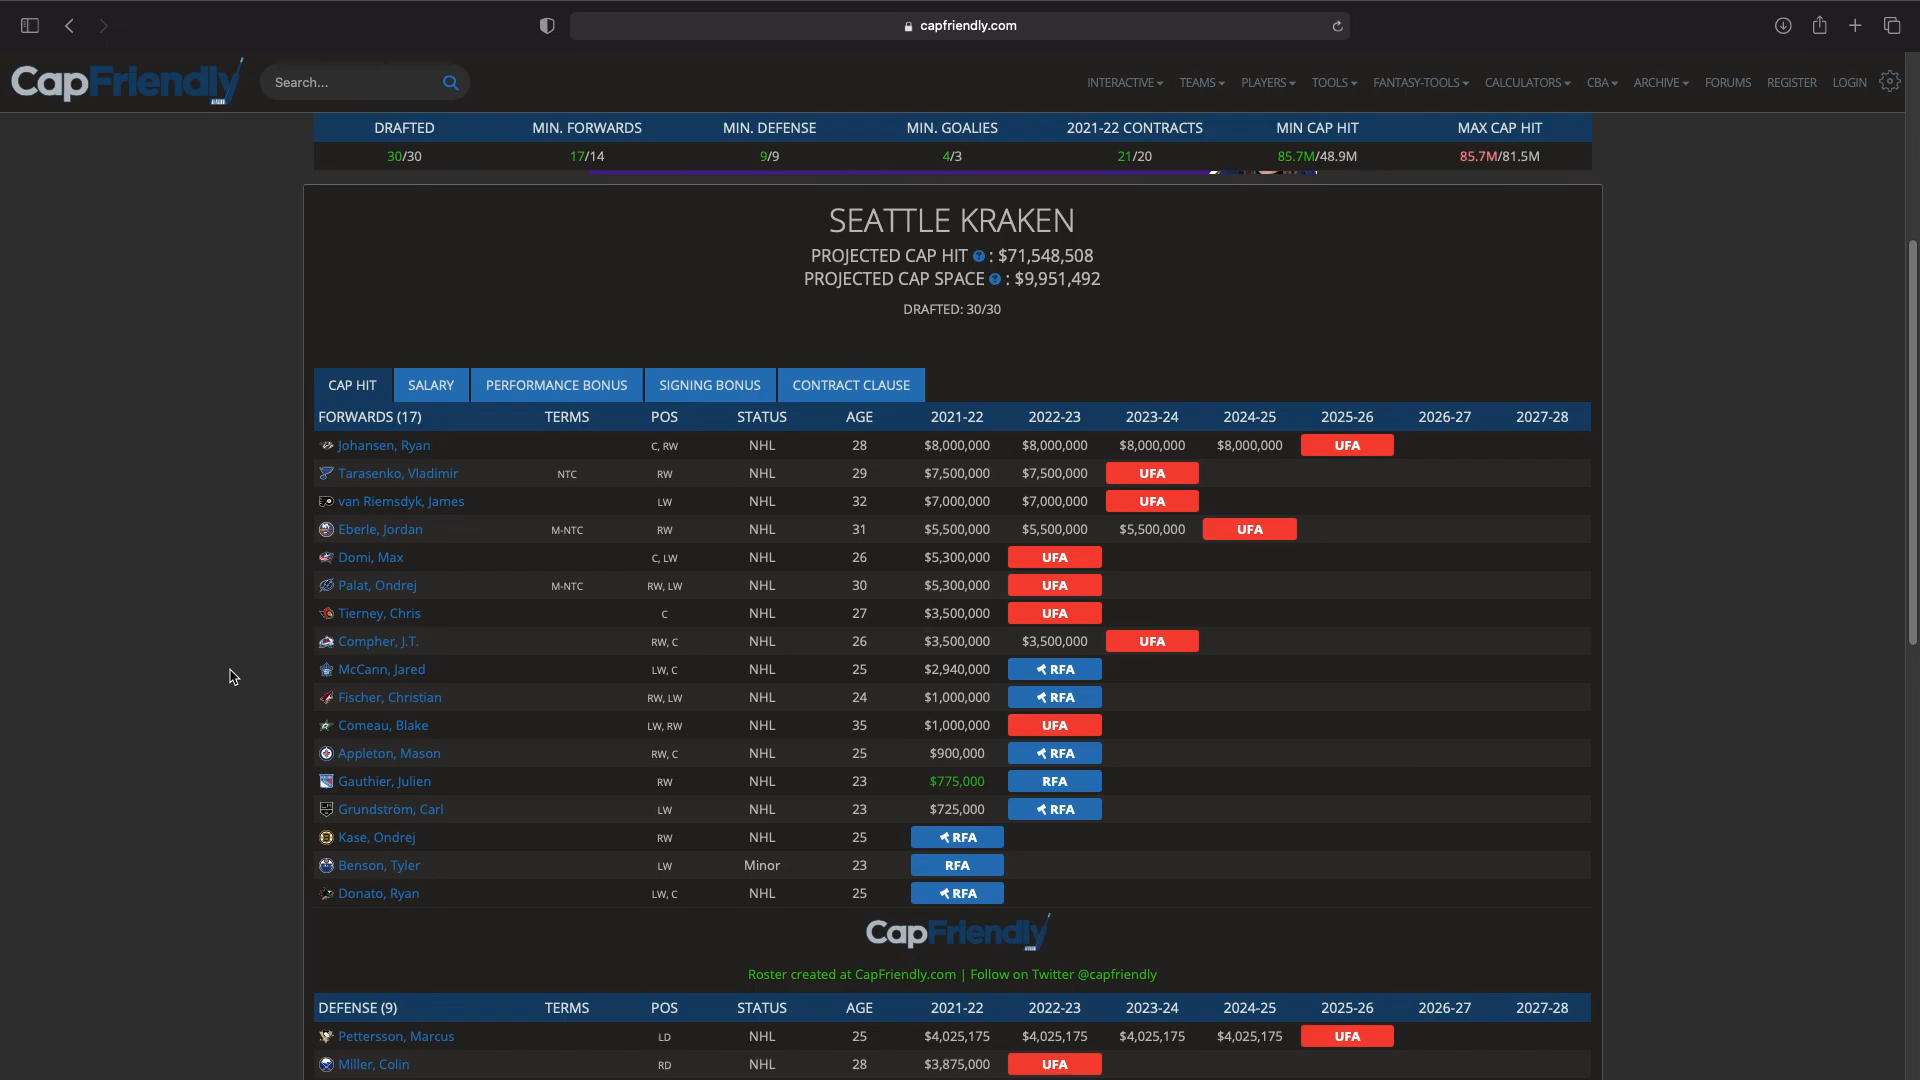 capfriendly.com
CapFriendly Search... INTERACTIVE TEAMS PLAYERS TOOLS FANTASY-TOOLS CALCULATORS CBA ARCHIVE FORUMS REGISTER LOGIN
DRAFTED MIN. FORWARDS MIN. DEFENSE MIN. GOALIES 2021-22 CONTRACTS MIN CAP HIT MAX CAP HIT
30/30 17/14 9/9 4/3 21/20 85.7M/48.9M 85.7M/81.5M
SEATTLE KRAKEN
PROJECTED CAP HIT ? : $71,548,508
PROJECTED CAP SPACE ? : $9,951,492
DRAFTED: 30/30
CAP HIT SALARY PERFORMANCE BONUS SIGNING BONUS CONTRACT CLAUSE
FORWARDS (17) TERMS POS STATUS AGE 2021-22 2022-23 2023-24 2024-25 2025-26 2026-27 2027-28
Johansen, Ryan C, RW NHL 28 $8,000,000 $8,000,000 $8,000,000 $8,000,000 UFA
Tarasenko, Vladimir NTC RW NHL 29 $7,500,000 $7,500,000 UFA
van Riemsdyk, James LW NHL 32 $7,000,000 $7,000,000 UFA
Eberle, Jordan M-NTC RW NHL 31 $5,500,000 $5,500,000 $5,500,000 UFA
Domi, Max C, LW NHL 26 $5,300,000 UFA
Palat, Ondrej M-NTC RW, LW NHL 30 $5,300,000 UFA
Tierney, Chris C NHL 27 $3,500,000 UFA
Compher, J.T. RW, C NHL 26 $3,500,000 $3,500,000 UFA
McCann, Jared LW, C NHL 25 $2,940,000 RFA
Fischer, Christian RW, LW NHL 24 $1,000,000 RFA
Comeau, Blake LW, RW NHL 35 $1,000,000 UFA
Appleton, Mason RW, C NHL 25 $900,000 RFA
Gauthier, Julien RW NHL 23 $775,000 RFA
Grundström, Carl LW NHL 23 $725,000 RFA
Kase, Ondrej RW NHL 25 RFA
Benson, Tyler LW Minor 23 RFA
Donato, Ryan LW, C NHL 25 RFA
CapFriendly
Roster created at CapFriendly.com | Follow on Twitter @capfriendly
DEFENSE (9) TERMS POS STATUS AGE 2021-22 2022-23 2023-24 2024-25 2025-26 2026-27 2027-28
Pettersson, Marcus LD NHL 25 $4,025,175 $4,025,175 $4,025,175 $4,025,175 UFA
Miller, Colin RD NHL 28 $3,875,000 UFA